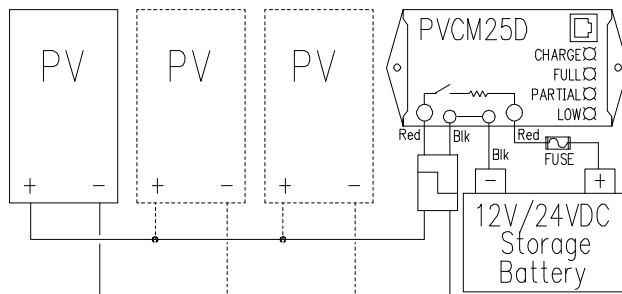 PV
PV
PV
PVCM25D
CHARGE
FULL
PARTIAL
LOW
Red
Blk
Blk
Red
FUSE
+ −
+ −
+ −
− +
12V/24VDC
Storage
Battery